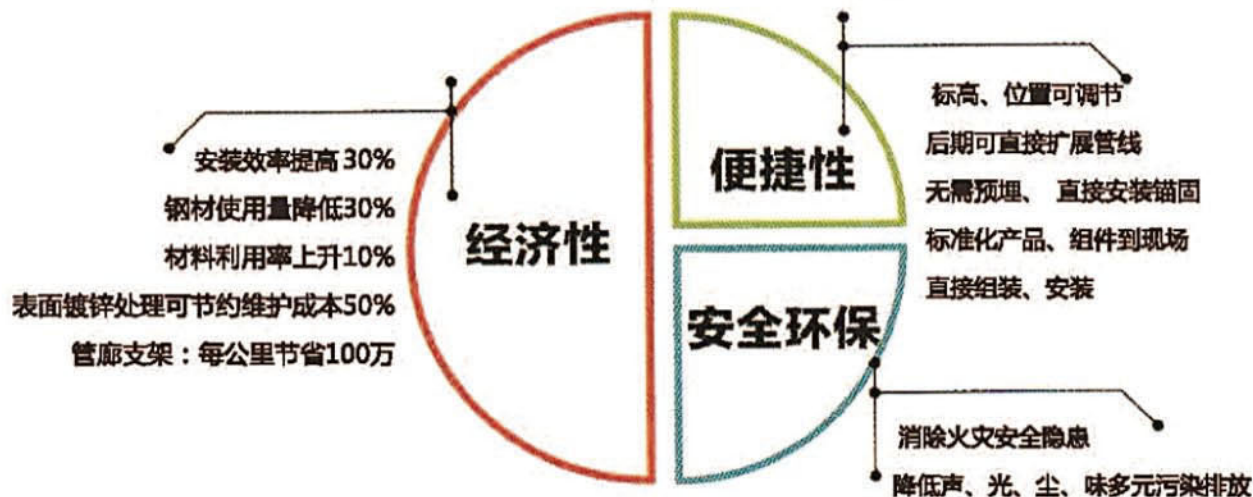 经济性
安装效率提高30%
钢材使用量降低30%
材料利用率上升10%
表面镀锌处理可节约维护成本50%
管廊支架：每公里节省100万
便捷性
标高、位置可调节
后期可直接扩展管线
无需预埋、 直接安装锚固
标准化产品、组件到现场
直接组装、安装
安全环保
消除火灾安全隐患
降低声、光、尘、味多元污染排放